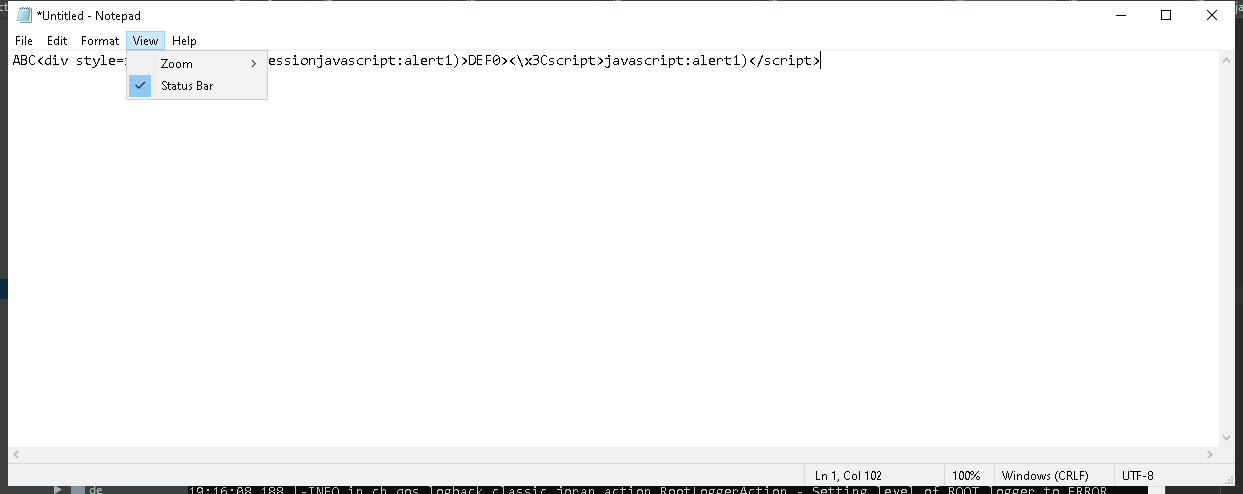 *Untitled - Notepad
File Edit Format View Help
ABC<div style= essionjavascript:alert1)>DEF0><\x3Cscript>javascript:alert1)</script>
Zoom
Status Bar
Ln 1, Col 102 100% Windows (CRLF) UTF-8
de 19:16:08,188 |-INFO in ch.qos.logback.classic.joran.action.RootLoggerAction - Setting level of ROOT logger to ERROR